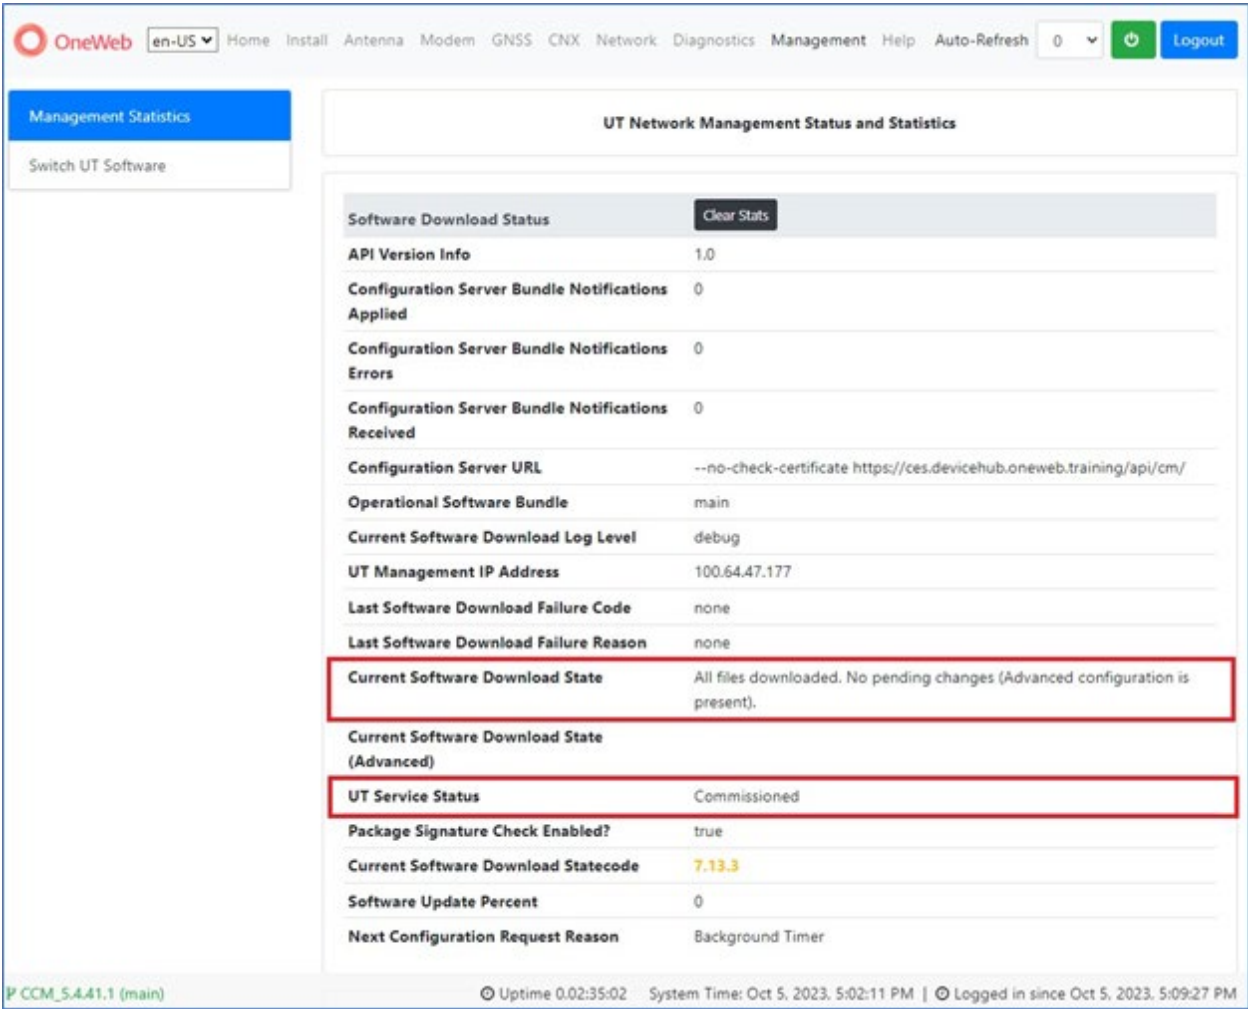 OneWeb en-US Home Install Antenna Modem GNSS CNX Network Diagnostics Management Help Auto-Refresh 0 Logout
Management Statistics
Switch UT Software
UT Network Management Status and Statistics
Software Download Status Clear Stats
API Version Info 1.0
Configuration Server Bundle Notifications 0
Applied
Configuration Server Bundle Notifications 0
Errors
Configuration Server Bundle Notifications 0
Received
Configuration Server URL --no-check-certificate https://ces.devicehub.oneweb.training/api/cm/
Operational Software Bundle main
Current Software Download Log Level debug
UT Management IP Address 100.64.47.177
Last Software Download Failure Code none
Last Software Download Failure Reason none
Current Software Download State All files downloaded. No pending changes (Advanced configuration is
present).
Current Software Download State
(Advanced)
UT Service Status Commissioned
Package Signature Check Enabled? true
Current Software Download Statecode 7.13.3
Software Update Percent 0
Next Configuration Request Reason Background Timer
CCM_5.4.41.1 (main) Uptime 0.02:35:02 System Time: Oct 5, 2023, 5:02:11 PM | Logged in since Oct 5, 2023, 5:09:27 PM